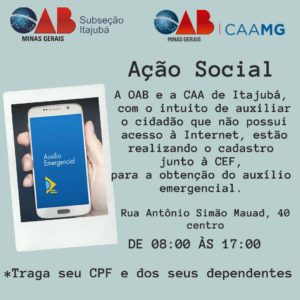 OAB
MINAS GERAIS
Subseção
Itajubá
OAB
MINAS GERAIS
CAAMG
Ação Social
A OAB e a CAA de Itajubá,
com o intuito de auxiliar
o cidadão que não possui
acesso à Internet, estão
realizando o cadastro
junto à CEF,
para a obtenção do auxílio
emergencial.
Auxílio
Emergencial
Rua Antônio Simão Mauad, 40
centro
DE 08:00 ÀS 17:00
*Traga seu CPF e dos seus dependentes